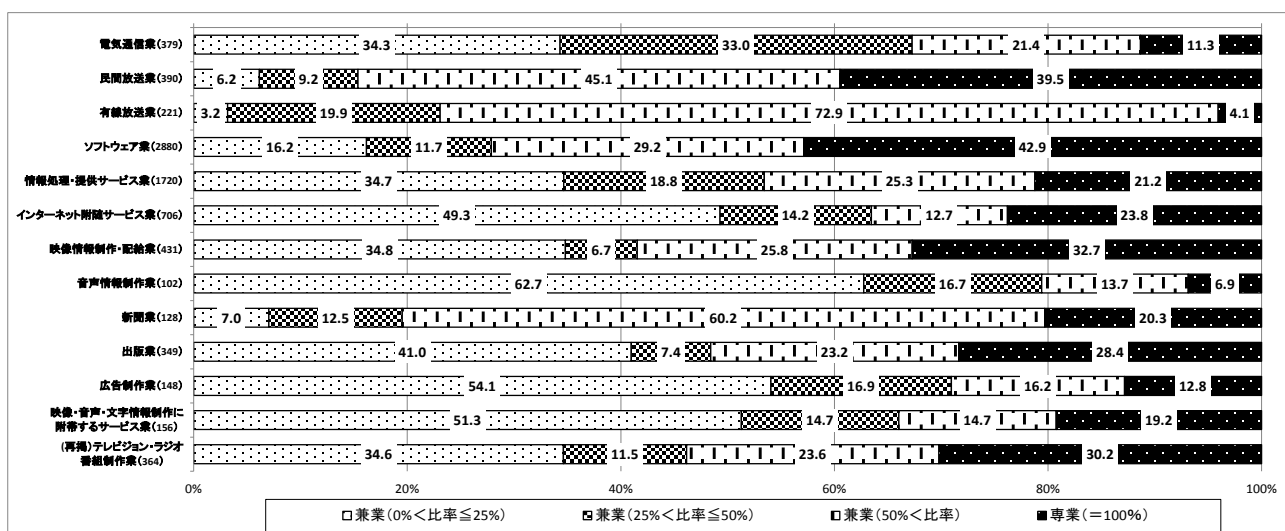 電気通信業(379) 34.3 33.0 21.4 11.3
民間放送業(390) 6.2 9.2 45.1 39.5
有線放送業(221) 3.2 19.9 72.9 4.1
ソフトウェア業(2880) 16.2 11.7 29.2 42.9
情報処理・提供サービス業(1720) 34.7 18.8 25.3 21.2
インターネット附随サービス業(706) 49.3 14.2 12.7 23.8
映像情報制作・配給業(431) 34.8 6.7 25.8 32.7
音声情報制作業(102) 62.7 16.7 13.7 6.9
新聞業(128) 7.0 12.5 60.2 20.3
出版業(349) 41.0 7.4 23.2 28.4
広告制作業(148) 54.1 16.9 16.2 12.8
映像・音声・文字情報制作に
附帯するサービス業(156) 51.3 14.7 14.7 19.2
(再掲)テレビジョン・ラジオ
番組制作業(364) 34.6 11.5 23.6 30.2
0% 20% 40% 60% 80% 100%
兼業(0%<比率≦25%) 兼業(25%<比率≦50%) 兼業(50%<比率) 専業(=100%)